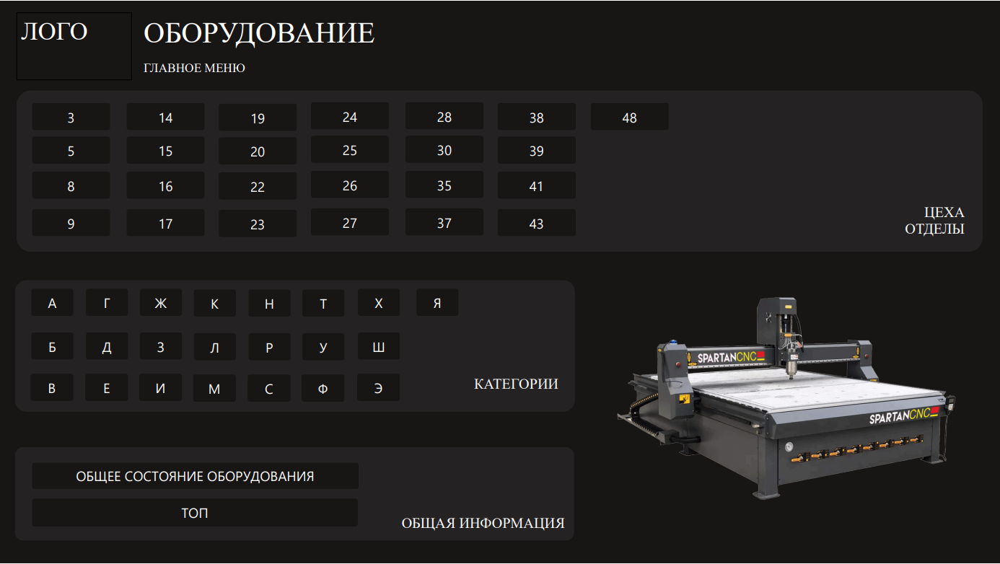 ЛОГО
ОБОРУДОВАНИЕ
ГЛАВНОЕ МЕНЮ
3 14 19 24 28 38 48
5 15 20 25 30 39
8 16 22 26 35 41
9 17 23 27 37 43
ЦЕХА
ОТДЕЛЫ
А Г Ж К Н Т Х Я
Б Д З Л Р У Ш
В Е И М С Ф Э
КАТЕГОРИИ
SPARTANCNC
SPARTANCNC
ОБЩЕЕ СОСТОЯНИЕ ОБОРУДОВАНИЯ
ТОП
ОБЩАЯ ИНФОРМАЦИЯ